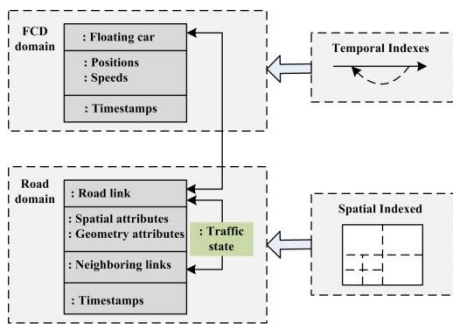 FCD
domain
: Floating car
: Positions
: Speeds
: Timestamps
Temporal Indexes
Road
domain
: Road link
: Spatial attributes
: Geometry attributes
: Neighboring links
: Timestamps
: Traffic
state
Spatial Indexed